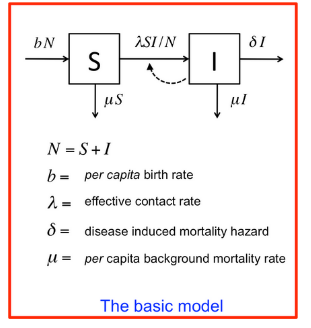 bN S λSI/N I δI
μS μI
N = S + I
b = per capita birth rate
λ = effective contact rate
δ = disease induced mortality hazard
μ = per capita background mortality rate
The basic model